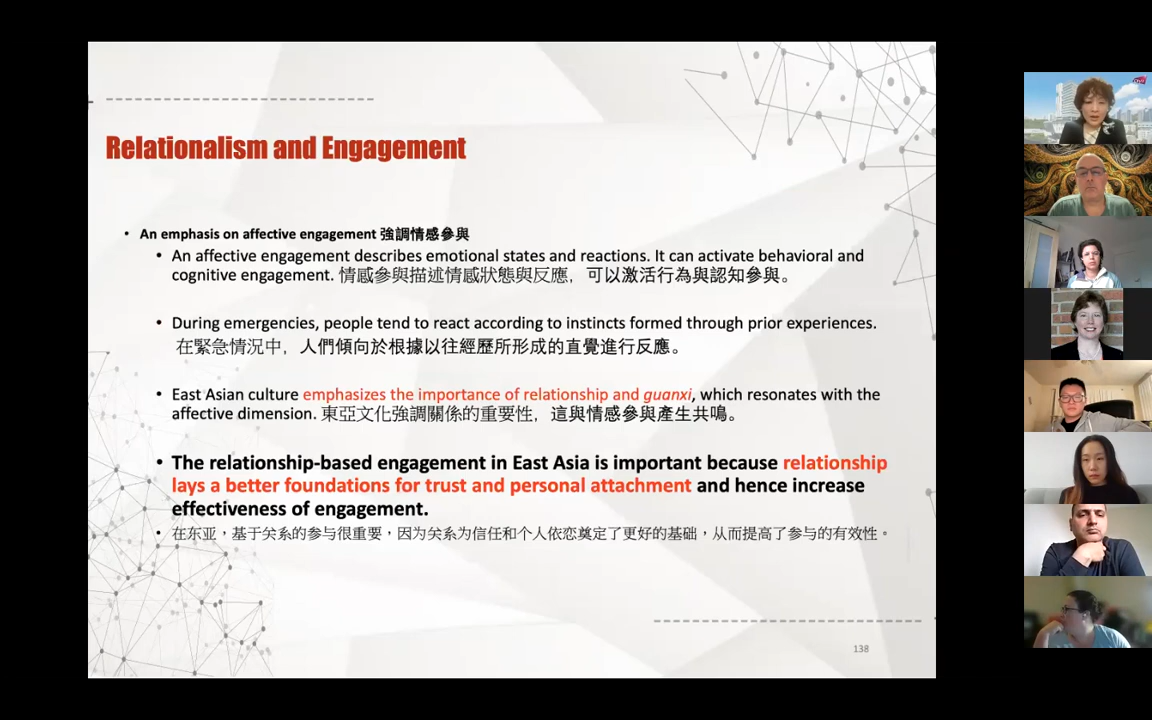 Relationalism and Engagement
• An emphasis on affective engagement 強調情感參與
• An affective engagement describes emotional states and reactions. It can activate behavioral and
cognitive engagement. 情感參與描述情感狀態與反應，可以激活行為與認知參與。
• During emergencies, people tend to react according to instincts formed through prior experiences.
在緊急情況中，人們傾向於根據以往經歷所形成的直覺進行反應。
• East Asian culture emphasizes the importance of relationship and guanxi, which resonates with the
affective dimension. 東亞文化強調關係的重要性，這與情感參與產生共鳴。
• The relationship-based engagement in East Asia is important because relationship
lays a better foundations for trust and personal attachment and hence increase
effectiveness of engagement.
• 在东亚，基于关系的参与很重要，因为关系为信任和个人依恋奠定了更好的基础，从而提高了参与的有效性。
138